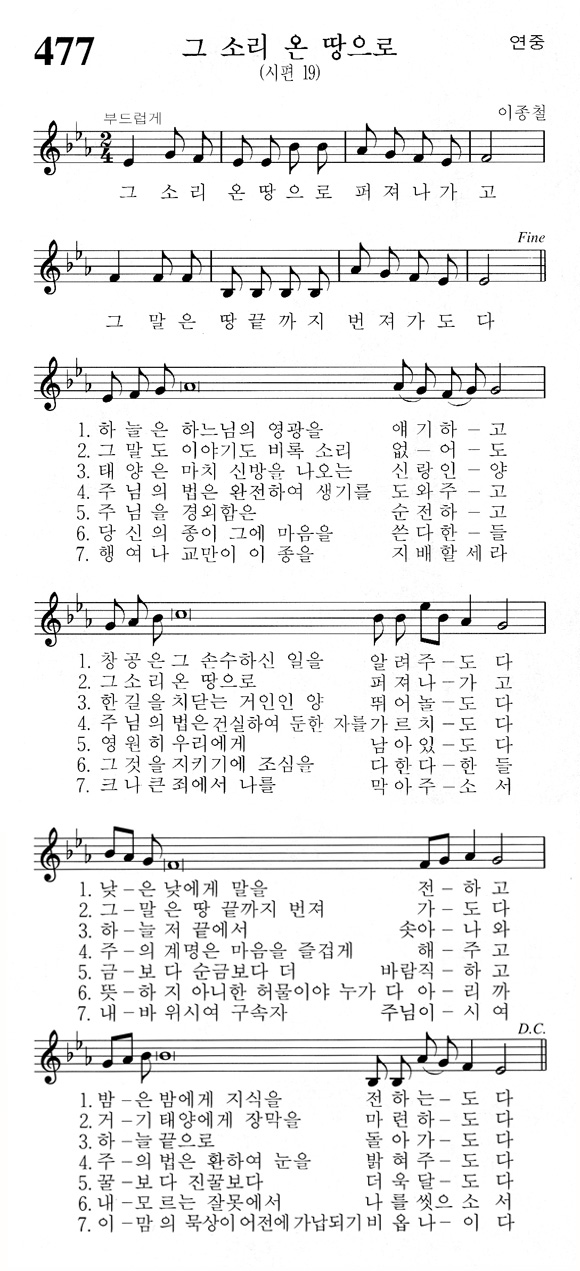 477 그 소리 온 땅으로 연중
(시편 19)
부드럽게 이종철
2/4
그 소 리 온 땅 으 로 퍼 져 나 가 고
Fine
그 말 은 땅 끝 까 지 번 져 가 도 다
1. 하 늘 은 하느님의 영광을 얘 기 하 – 고
2. 그 말 도 이야기도 비록 소리 없 – 어 – 도
3. 태 양 은 마치 신방을 나오는 신 랑 인 – 양
4. 주 님 의 법은 완전하여 생기를 도 와 주 – 고
5. 주 님 을 경외함은 순 전 하 – 고
6. 당 신 의 종이 그에 마음을 쓴 다 한 – 들
7. 행 여 나 교만이 이 종을 지 배 할 세 라
1. 창 공 은 그 손수하신 일을 알 려 주 – 도 다
2. 그 소 리 온 땅으로 퍼 져 나 – 가 고
3. 한 길 을 치닫는 거인인 양 뛰 어 놀 – 도 다
4. 주 님 의 법은건실하여 둔한 자를 가 르 치 – 도 다
5. 영 원 히 우리에게 남 아 있 – 도 다
6. 그 것 을 지키기에 조심을 다 한 다 – 한 들
7. 크 나 큰 죄에서 나를 막 아 주 – 소 서
1. 낮 – 은 낮에게 말을 전 – 하 고
2. 그 – 말 은 땅 끝까지 번져 가 – 도 다
3. 하 – 늘 저 끝에서 솟아 – 나 와
4. 주 – 의 계명은 마음을 즐겁게 해 – 주 고
5. 금 – 보 다 순금보다 더 바람직 – 하 고
6. 뜻 – 하 지 아니한 허물이야 누가 다 아 – 리 까
7. 내 – 바 위시여 구속자 주님이 – 시 여
D.C.
1. 밤 – 은 밤에게 지식을 전 하 는 – 도 다
2. 거 – 기 태양에게 장막을 마 련 하 – 도 다
3. 하 – 늘 끝으로 돌 아 가 – 도 다
4. 주 – 의 법은 환하여 눈을 밝 혀 주 – 도 다
5. 꿀 – 보 다 진꿀보다 더 욱 달 – 도 다
6. 내 – 모 르는 잘못에서 나 를 씻 으 소 서
7. 이 – 맘 의 묵상이어전에가납되기 비 옵 나 – 이 다